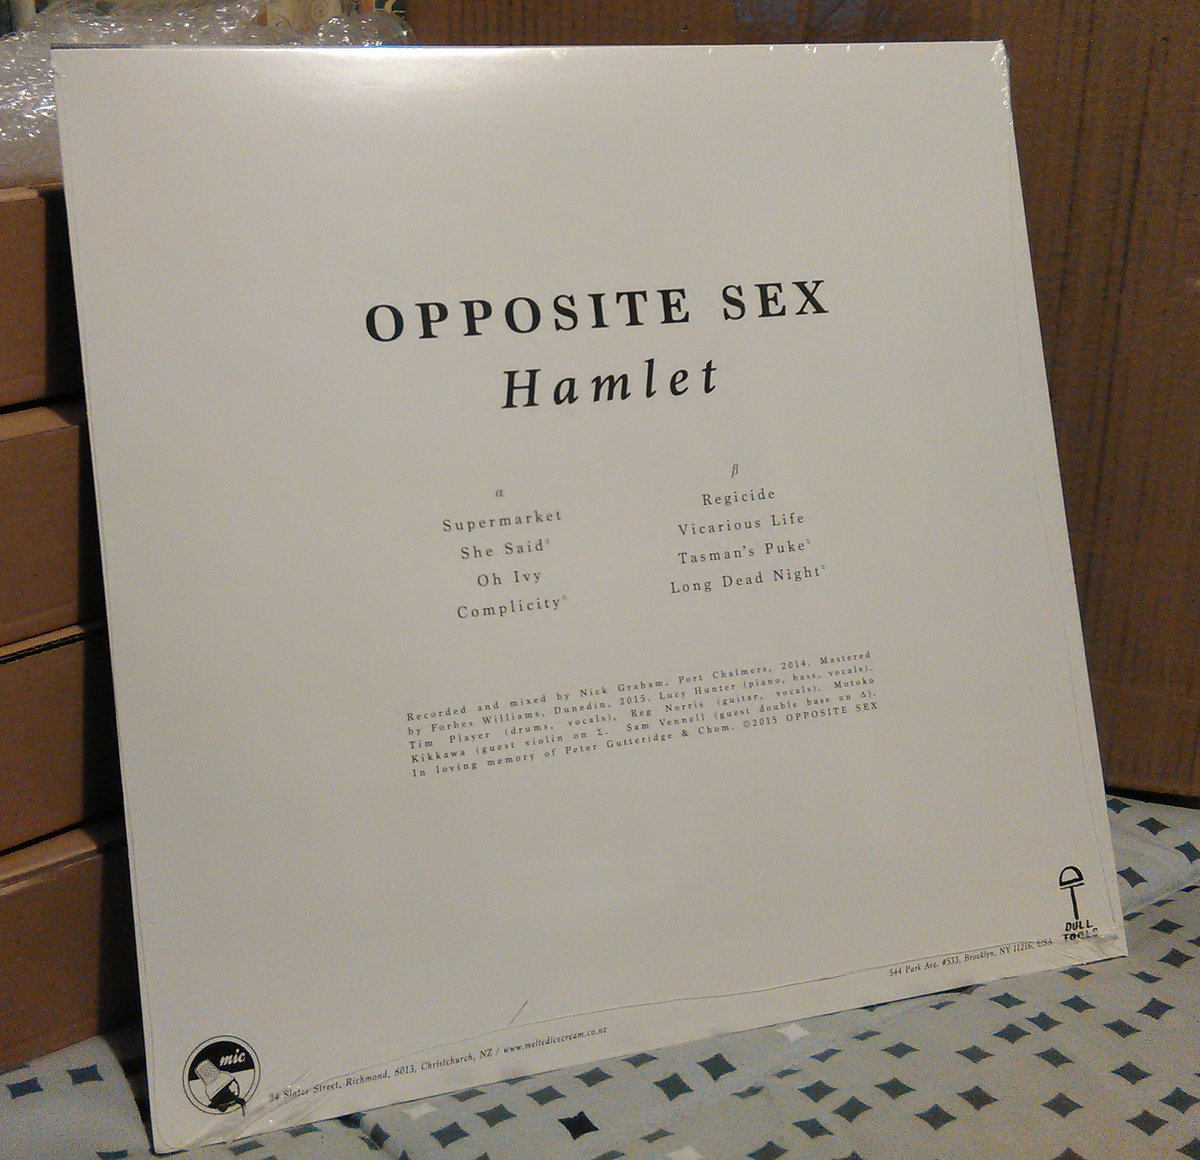 OPPOSITE SEX
Hamlet
α
Supermarket
She Said
Oh Ivy
Complicity
β
Regicide
Vicarious Life
Tasman's Puke
Long Dead Night
Recorded and mixed by Nick Graham, Port Chalmers, 2014. Mastered
by Forbes Williams, Dunedin, 2015. Lucy Hunter (piano, bass, vocals),
Tim Player (drums, vocals), Reg Norris (guitar, vocals). Motoko
Kikkawa (guest violin on Σ. Sam Vennell (guest double bass on Δ).
In loving memory of Peter Gutteridge & Chom. ©2015 OPPOSITE SEX
DULL
TOOLS
544 Park Ave. #533, Brooklyn, NY 11216, USA
mic
34 Slater Street, Richmond, 8013, Christchurch, NZ / www.meltedicecream.co.nz